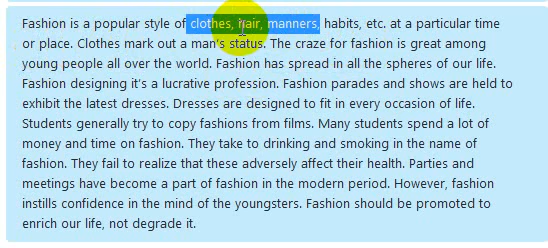 Fashion is a popular style of clothes, hair, manners, habits, etc. at a particular time
or place. Clothes mark out a man's status. The craze for fashion is great among
young people all over the world. Fashion has spread in all the spheres of our life.
Fashion designing it's a lucrative profession. Fashion parades and shows are held to
exhibit the latest dresses. Dresses are designed to fit in every occasion of life.
Students generally try to copy fashions from films. Many students spend a lot of
money and time on fashion. They take to drinking and smoking in the name of
fashion. They fail to realize that these adversely affect their health. Parties and
meetings have become a part of fashion in the modern period. However, fashion
instills confidence in the mind of the youngsters. Fashion should be promoted to
enrich our life, not degrade it.